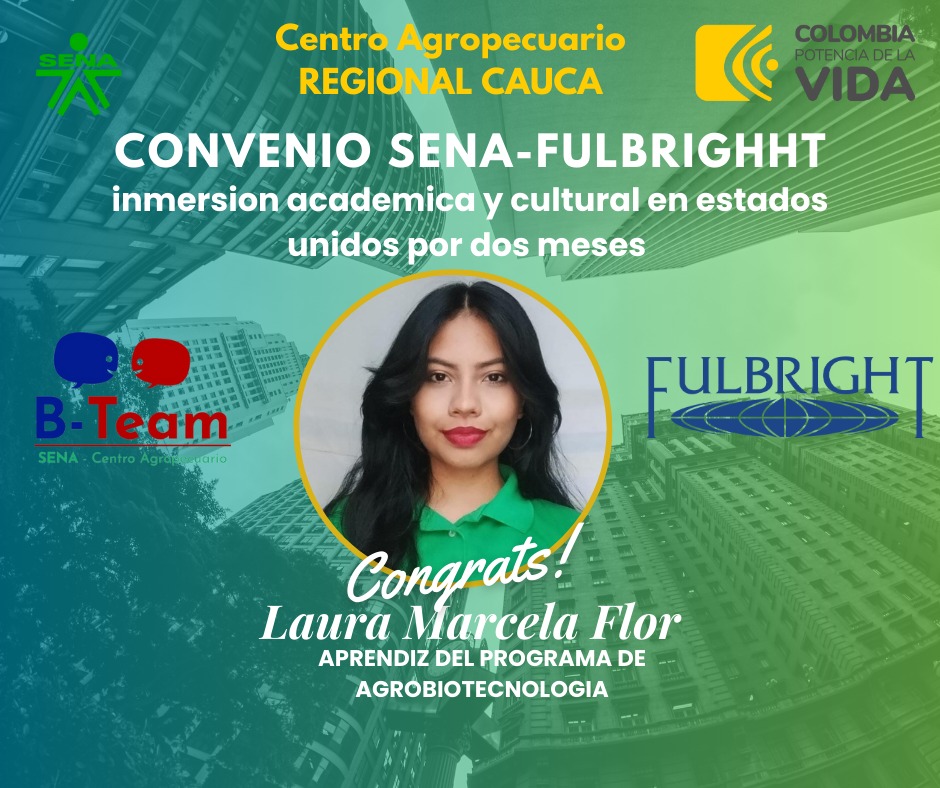 SENA
Centro Agropecuario
REGIONAL CAUCA
COLOMBIA
POTENCIA DE LA
VIDA
CONVENIO SENA-FULBRIGHHT
inmersion academica y cultural en estados
unidos por dos meses
B-Team
SENA - Centro Agropecuario
FULBRIGHT
Congrats!
Laura Marcela Flor
APRENDIZ DEL PROGRAMA DE
AGROBIOTECNOLOGIA